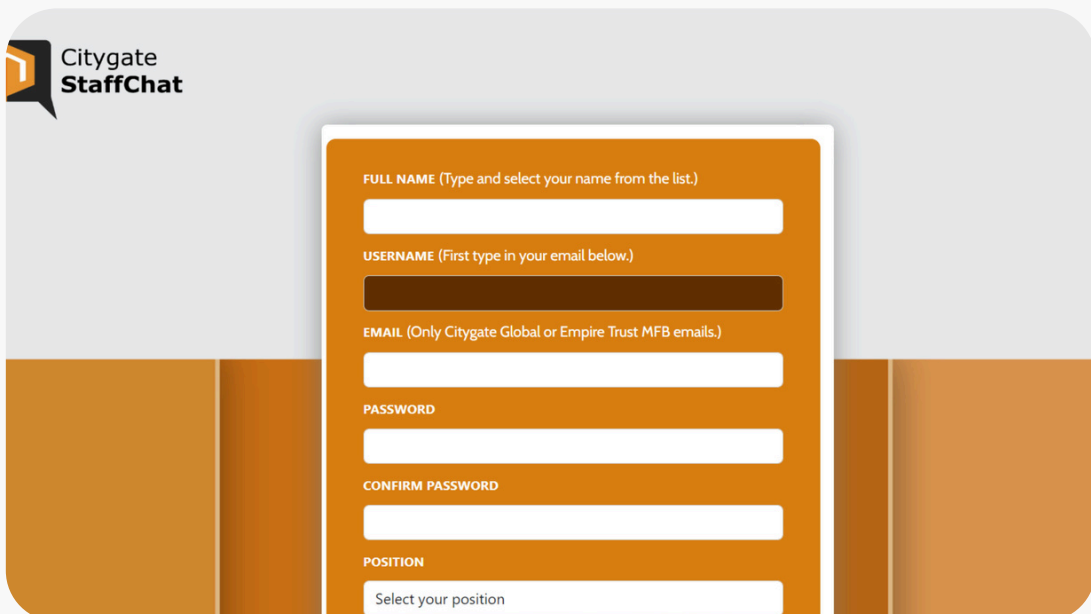 Citygate
StaffChat
FULL NAME (Type and select your name from the list.)
USERNAME (First type in your email below.)
EMAIL (Only Citygate Global or Empire Trust MFB emails.)
PASSWORD
CONFIRM PASSWORD
POSITION
Select your position